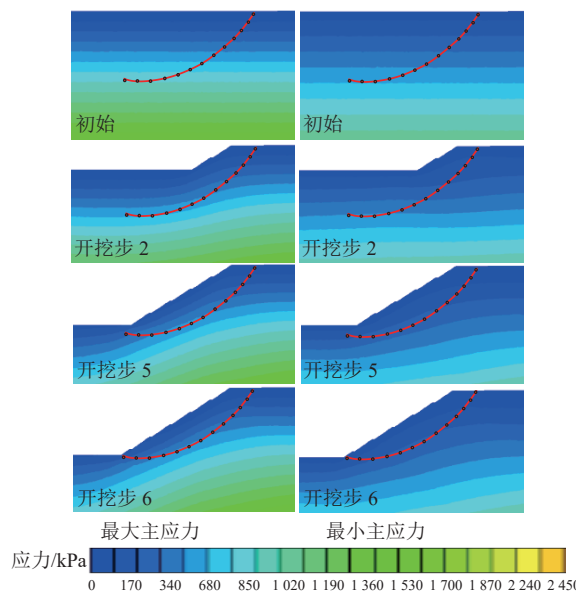 初始 初始
开挖步 2 开挖步 2
开挖步 5 开挖步 5
开挖步 6 开挖步 6
最大主应力 最小主应力
应力/kPa
0 170 340 680 850 1 020 1 190 1 360 1 530 1 700 1 870 2 240 2 450